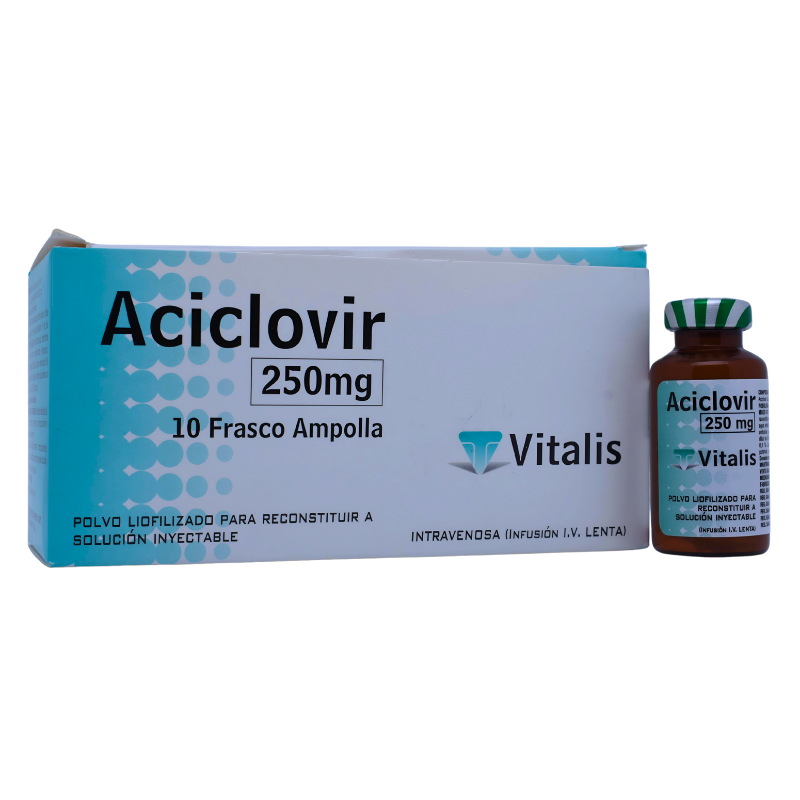 Aciclovir
250mg
10 Frasco Ampolla
Vitalis
POLVO LIOFILIZADO PARA RECONSTITUIR A
SOLUCIÓN INYECTABLE
INTRAVENOSA (INFUSIÓN I.V. LENTA)
Aciclovir
250 mg
Vitalis
POLVO LIOFILIZADO PARA
RECONSTITUIR A
SOLUCIÓN INYECTABLE
(INFUSIÓN I.V. LENTA)